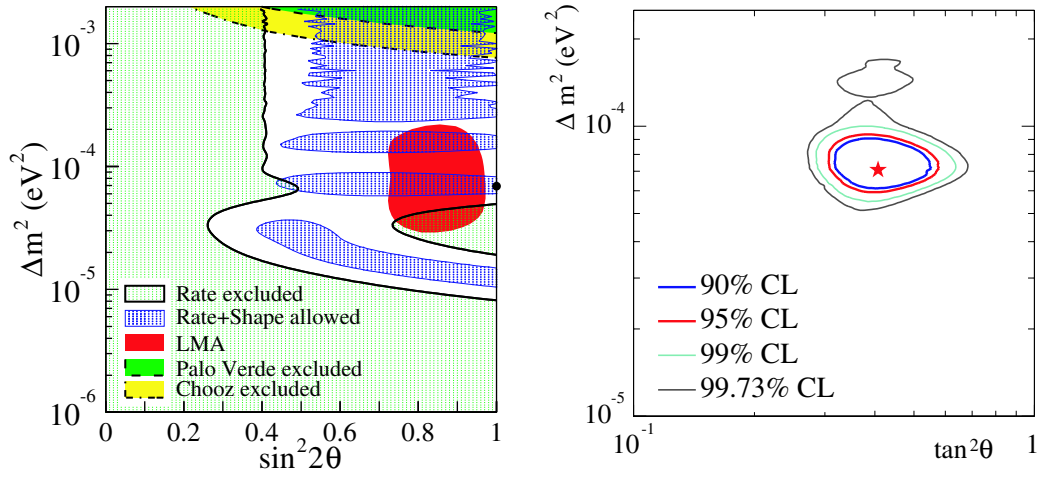 Δm² (eV²)
10⁻³
10⁻⁴
10⁻⁵
10⁻⁶
Rate excluded
Rate+Shape allowed
LMA
Palo Verde excluded
Chooz excluded
0 0.2 0.4 0.6 0.8 1
sin²2θ
Δ m² (eV²)
10⁻⁴
10⁻⁵
90% CL
95% CL
99% CL
99.73% CL
10⁻¹ tan²θ 1